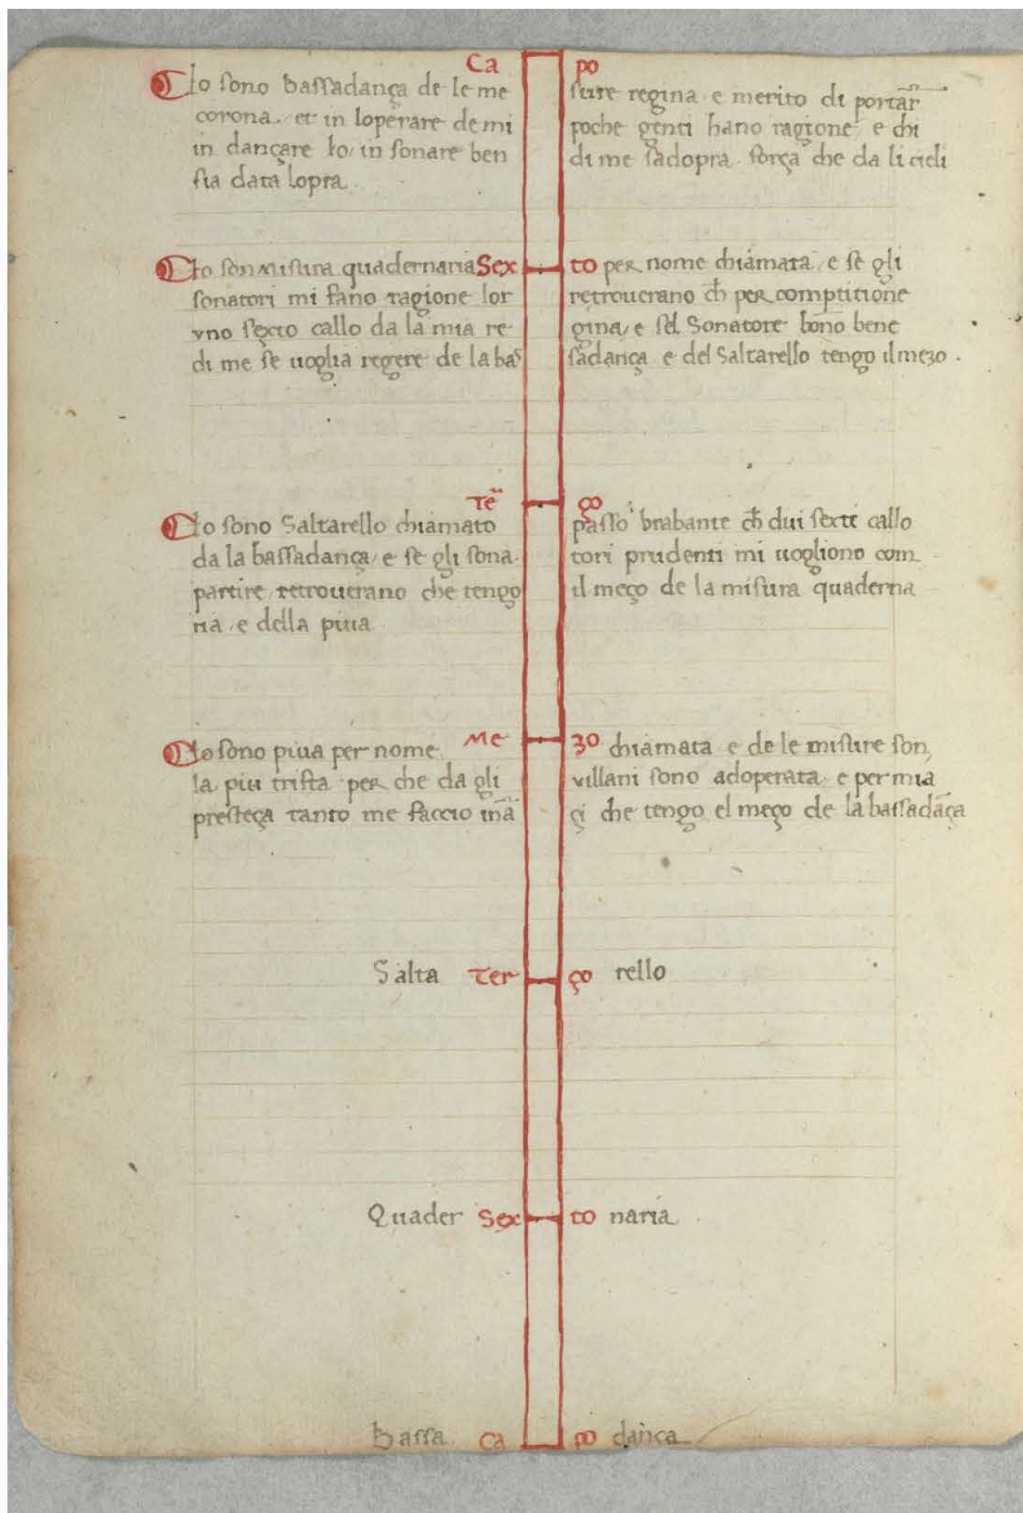 Ca po
Io sono bassadança de le me sure regina e merito di portar̄
corona. et in loperare de mi poche genti hano ragione e chi
in dançare lo / in sonare ben di me sadopra força che da li cieli
sia data lopra.
Io son misura quadernaria Sex to per nome chiamata / e se gli
sonatori mi fano ragione lor retroverano ch̄ per comptitione
vno sexto callo da la mia re gina / e sel Sonatore bono bene
di me se uoglia regere de la bas sadança e del Saltarello tengo il mezo.
Te ço
Io sono Saltarello chiamato passo brabante ch̄ dui sexti callo
da la bassadança / e se gli sona tori prudenti mi uogliono com
partire retrouerano che tengo il meço de la misura quaderna
ria e della piua
Io sono piua per nome Me zo chiamata e de le misure son
la piu trista per che da gli villani sono adoperata e per mia
presteça tanto me faccio inā çi che tengo el meço de la bassadāça
Salta Ter ço rello
Quader Sex to naria
Bassa Ca po dança